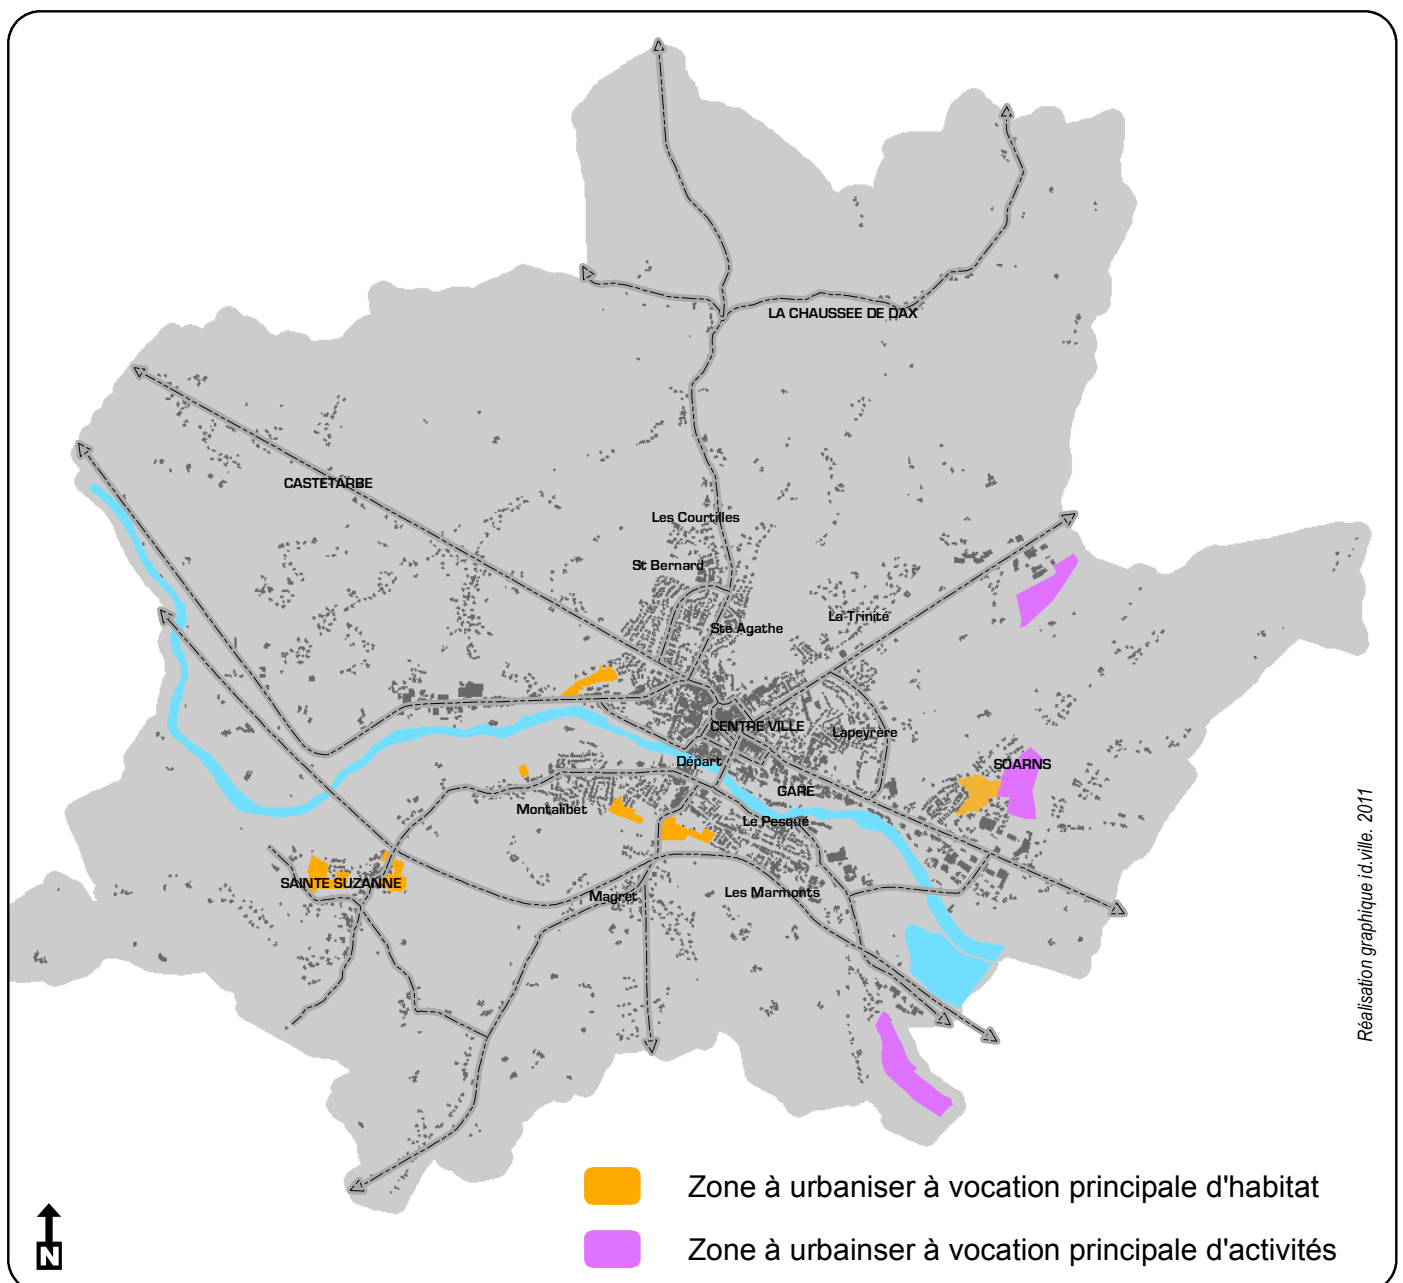 LA CHAUSSEE DE DAX
CASTETARBE
Les Courtilles
St Bernard
La Trinité
Ste Agathe
CENTRE VILLE
Lapeyrère
Départ
SOARNS
GARE
Montalibet
Le Pesqué
SAINTE SUZANNE
Magret
Les Marmonts
Réalisation graphique id.ville. 2011
Zone à urbaniser à vocation principale d'habitat
Zone à urbainser à vocation principale d'activités
N